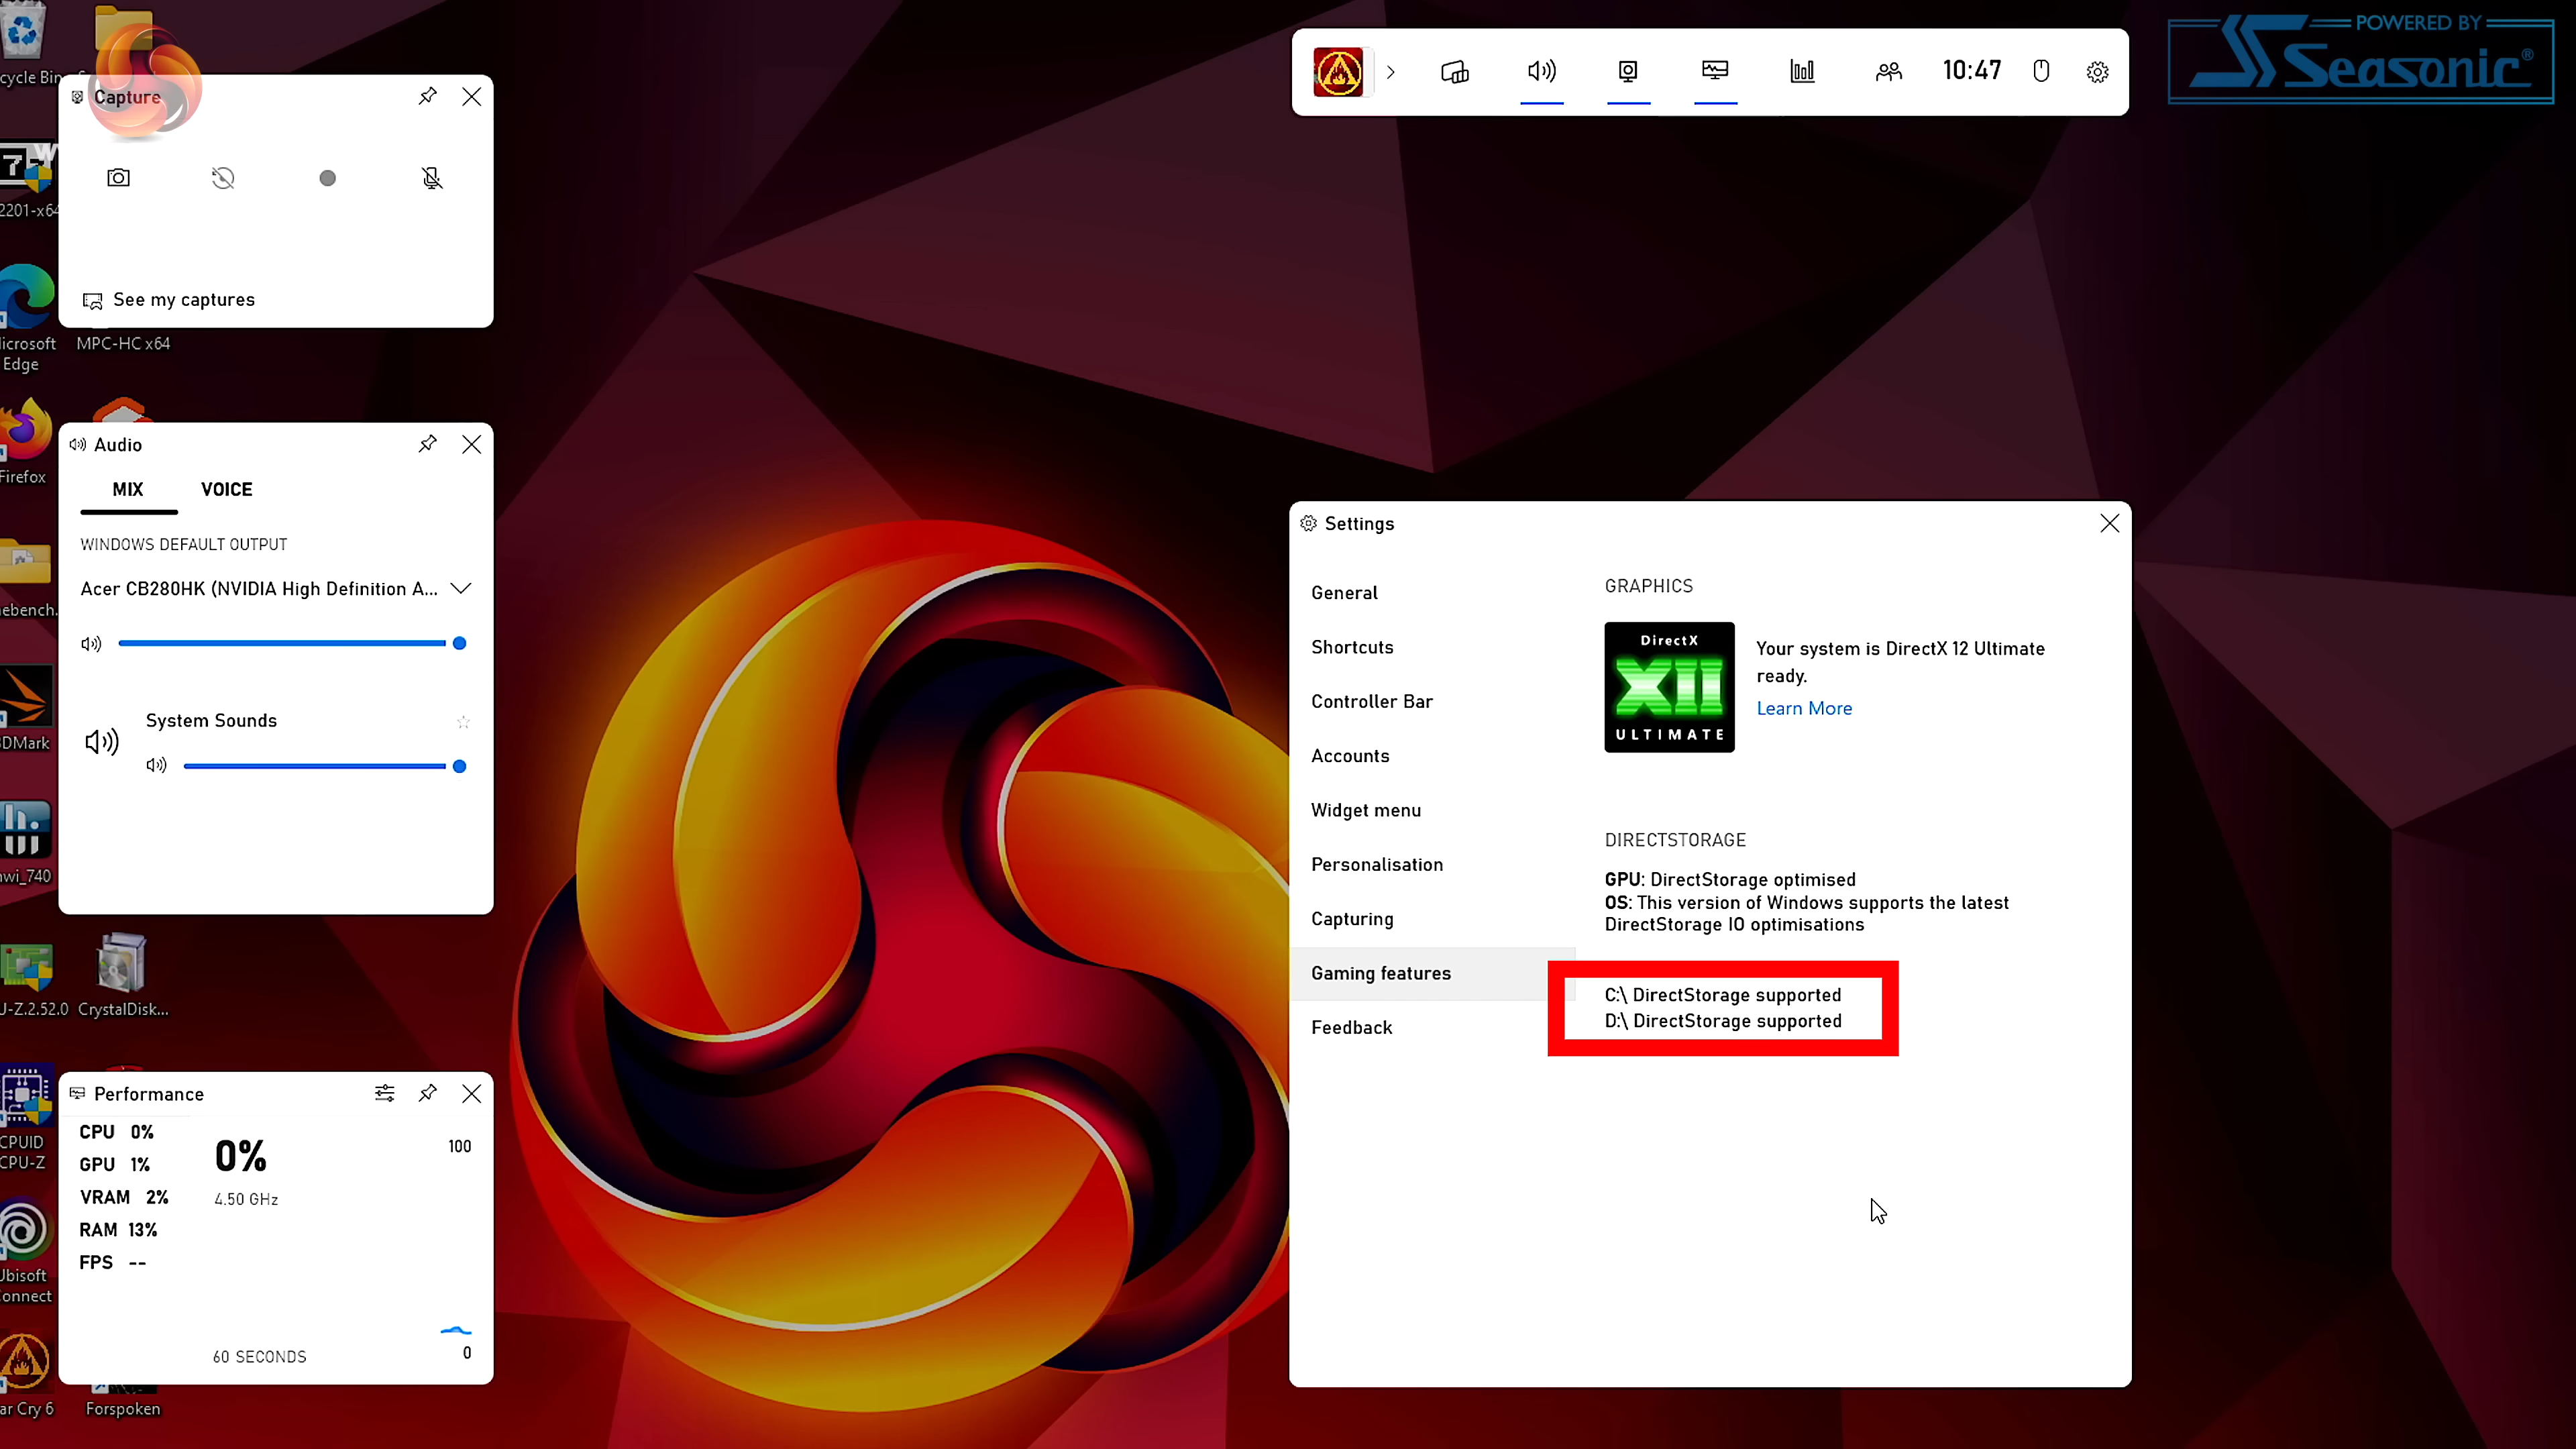 cycle Bin
Capture
See my captures
2201-x64
icrosoft
Edge
MPC-HC x64
Firefox
Audio
MIX VOICE
WINDOWS DEFAULT OUTPUT
Acer CB280HK (NVIDIA High Definition A...
System Sounds
ebench.
3DMark
wi_740
U-Z.2.52.0
CrystalDisk...
CPUID
CPU-Z
Ubisoft
Connect
ar Cry 6
Forspoken
Performance
CPU 0%
GPU 1%
VRAM 2%
RAM 13%
FPS --
0%
4.50 GHz
100
60 SECONDS
0
10:47
POWERED BY
Seasonic®
Settings
General
Shortcuts
Controller Bar
Accounts
Widget menu
Personalisation
Capturing
Gaming features
Feedback
GRAPHICS
DirectX
XII
ULTIMATE
Your system is DirectX 12 Ultimate
ready.
Learn More
DIRECTSTORAGE
GPU: DirectStorage optimised
OS: This version of Windows supports the latest
DirectStorage IO optimisations
C:\ DirectStorage supported
D:\ DirectStorage supported